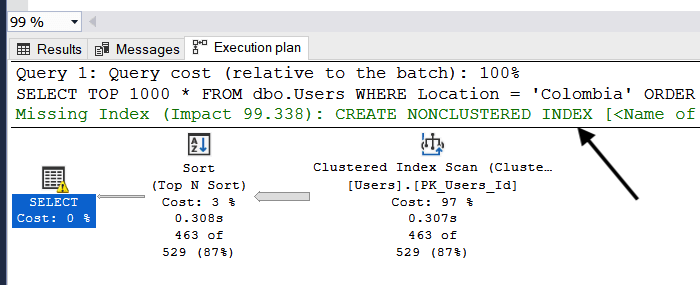 99 %
Results Messages Execution plan
Query 1: Query cost (relative to the batch): 100%
SELECT TOP 1000 * FROM dbo.Users WHERE Location = 'Colombia' ORDER
Missing Index (Impact 99.338): CREATE NONCLUSTERED INDEX [<Name of
SELECT
Cost: 0 %
Sort
(Top N Sort)
Cost: 3 %
0.308s
463 of
529 (87%)
Clustered Index Scan (Cluste…
[Users].[PK_Users_Id]
Cost: 97 %
0.307s
463 of
529 (87%)